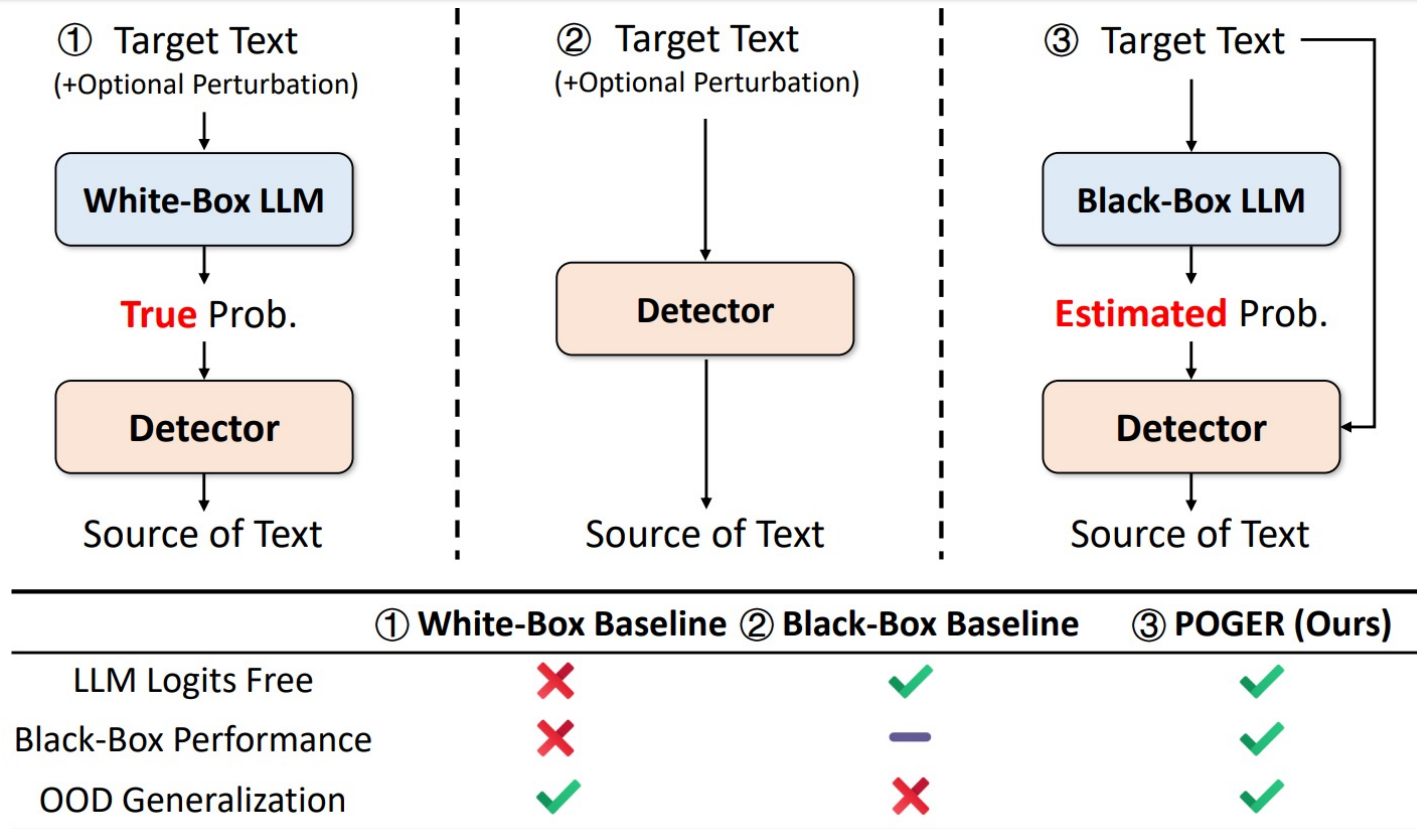 ① Target Text
(+Optional Perturbation)
White-Box LLM
True Prob.
Detector
Source of Text
② Target Text
(+Optional Perturbation)
Detector
Source of Text
③ Target Text
Black-Box LLM
Estimated Prob.
Detector
Source of Text
① White-Box Baseline ② Black-Box Baseline ③ POGER (Ours)
LLM Logits Free
Black-Box Performance
OOD Generalization